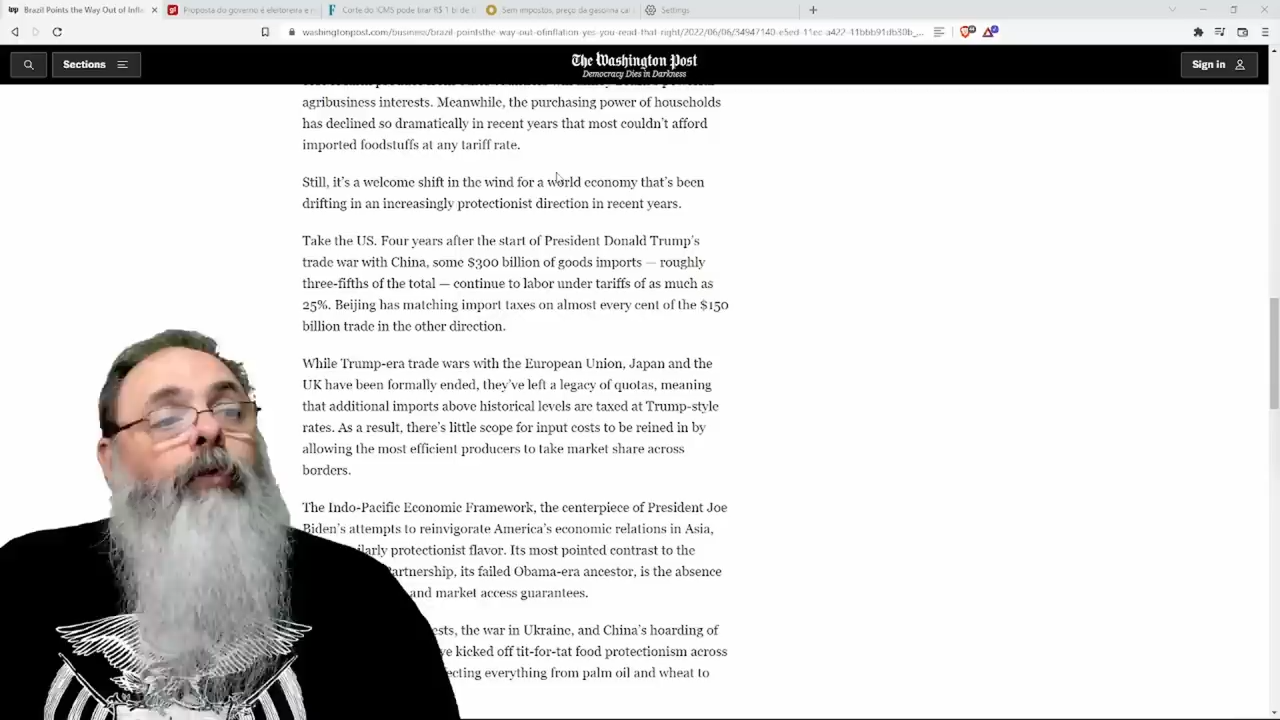 Brazil Points the Way Out of Infla
Proposta do governo é eleitoreira e
Corte do ICMS pode tirar R$ 1 bi de
Sem impostos, preço da gasolina cai
Settings
washingtonpost.com/business/brazil-pointsthe-way-out-ofinflation-yes-you-read-that-right/2022/06/06/
Sections
The Washington Post
Democracy Dies in Darkness
Sign in
agribusiness interests. Meanwhile, the purchasing power of households
has declined so dramatically in recent years that most couldn't afford
imported foodstuffs at any tariff rate.
Still, it's a welcome shift in the wind for a world economy that's been
drifting in an increasingly protectionist direction in recent years.
Take the US. Four years after the start of President Donald Trump's
trade war with China, some $300 billion of goods imports — roughly
three-fifths of the total — continue to labor under tariffs of as much as
25%. Beijing has matching import taxes on almost every cent of the $150
billion trade in the other direction.
While Trump-era trade wars with the European Union, Japan and the
UK have been formally ended, they've left a legacy of quotas, meaning
that additional imports above historical levels are taxed at Trump-style
rates. As a result, there's little scope for input costs to be reined in by
allowing the most efficient producers to take market share across
borders.
The Indo-Pacific Economic Framework, the centerpiece of President Joe
Biden's attempts to reinvigorate America's economic relations in Asia,
protectionist flavor. Its most pointed contrast to the
its failed Obama-era ancestor, is the absence
and market access guarantees.
the war in Ukraine, and China's hoarding of
kicked off tit-for-tat food protectionism across
everything from palm oil and wheat to